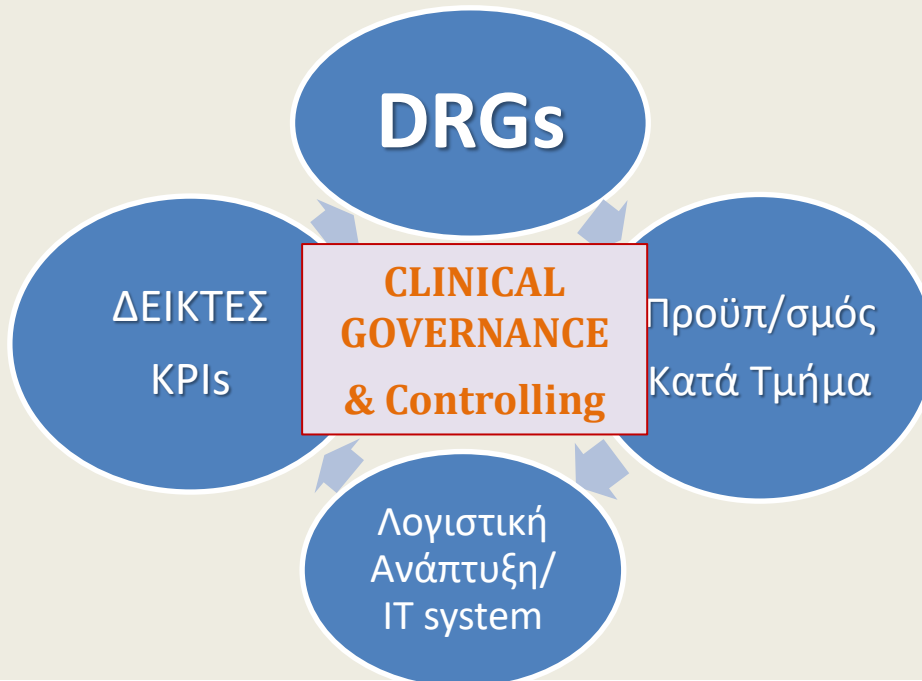 DRGs
ΔΕΙΚΤΕΣ
KPIs
CLINICAL
GOVERNANCE
& Controlling
Προϋπ/σμός
Κατά Τμήμα
Λογιστική
Ανάπτυξη/
IT system